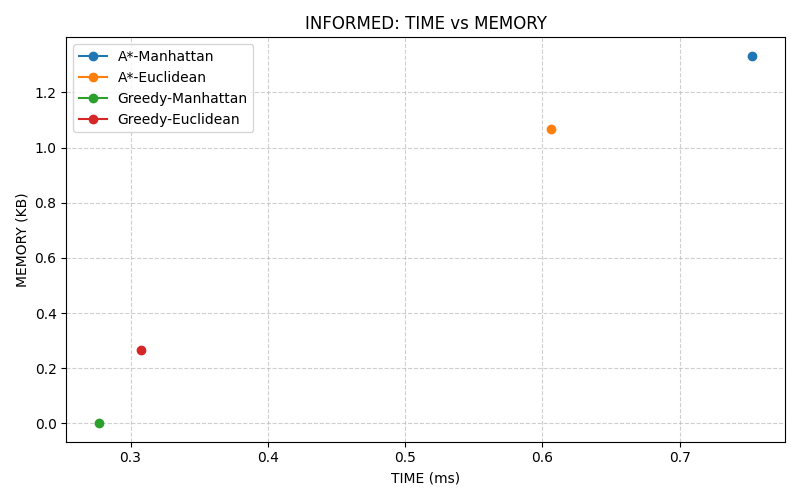 INFORMED: TIME vs MEMORY
A*-Manhattan
A*-Euclidean
Greedy-Manhattan
Greedy-Euclidean
MEMORY (KB)
1.2
1.0
0.8
0.6
0.4
0.2
0.0
0.3 0.4 0.5 0.6 0.7
TIME (ms)